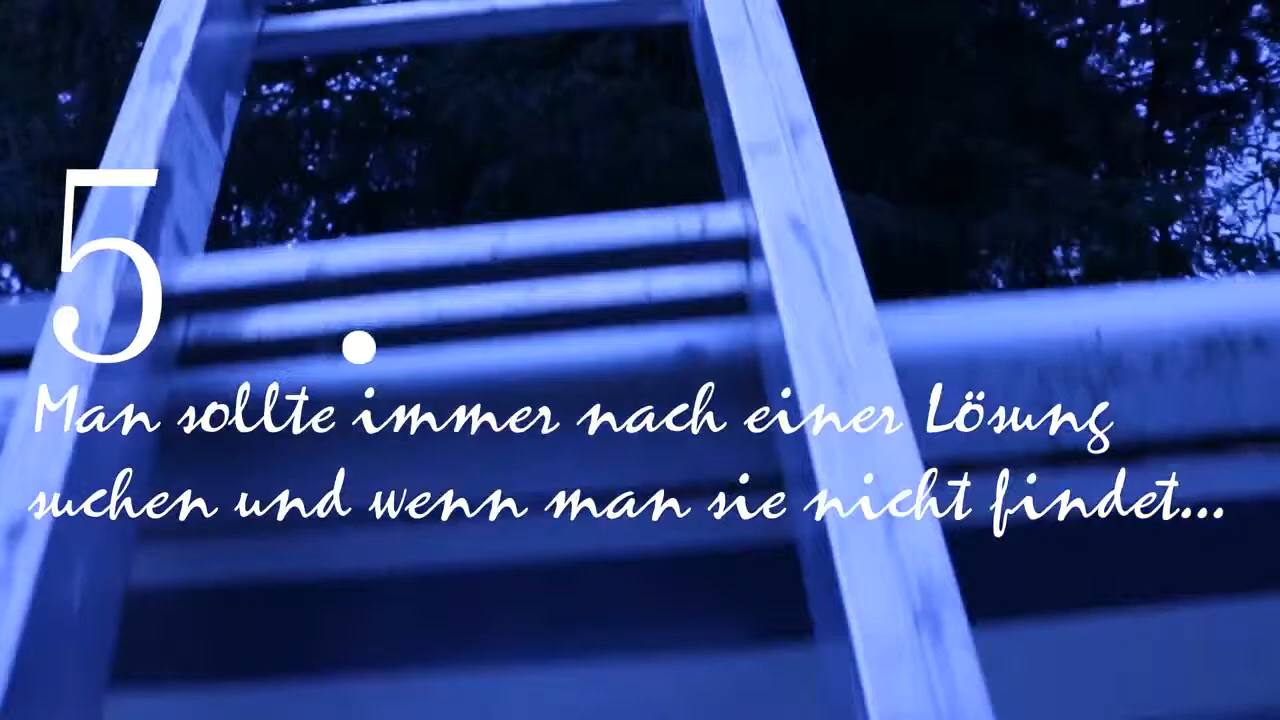 5 .
Man sollte immer nach einer Lösung
suchen und wenn man sie nicht findet...